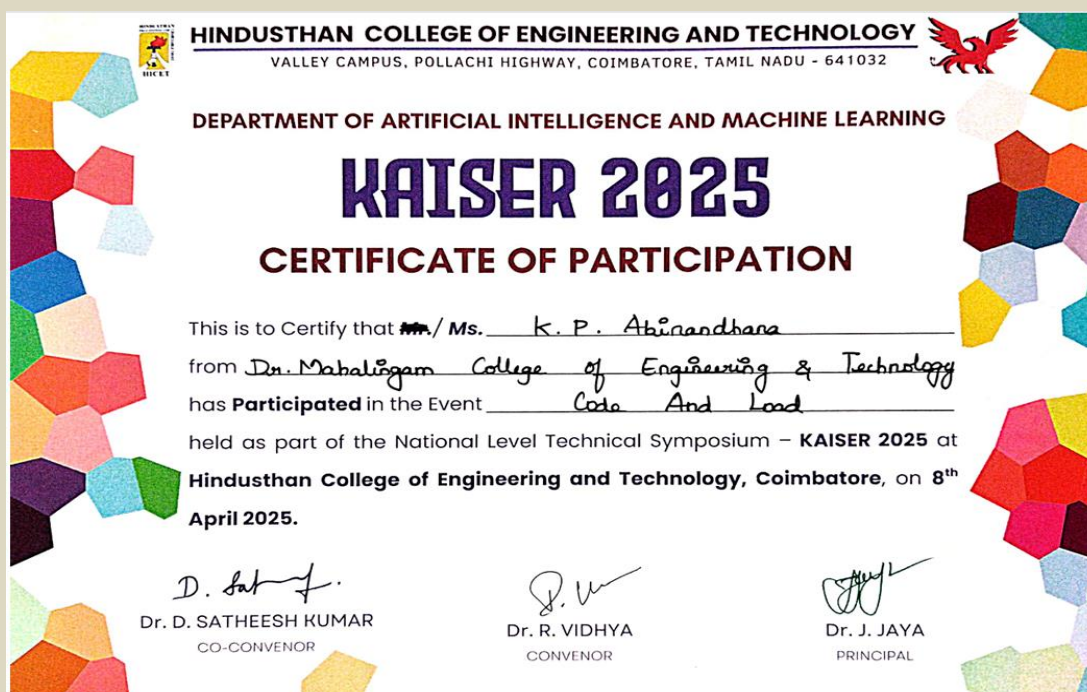 HINDUSTHAN COLLEGE OF ENGINEERING AND TECHNOLOGY
VALLEY CAMPUS, POLLACHI HIGHWAY, COIMBATORE, TAMIL NADU - 641032
HICET
DEPARTMENT OF ARTIFICIAL INTELLIGENCE AND MACHINE LEARNING
KAISER 2025
CERTIFICATE OF PARTICIPATION
This is to Certify that Mr./ Ms. K. P. Abinandhana
from Dr. Mahalingam College of Engineering & Technology
has Participated in the Event Code And Load
held as part of the National Level Technical Symposium – KAISER 2025 at
Hindusthan College of Engineering and Technology, Coimbatore, on 8th
April 2025.
Dr. D. SATHEESH KUMAR
CO-CONVENOR
Dr. R. VIDHYA
CONVENOR
Dr. J. JAYA
PRINCIPAL